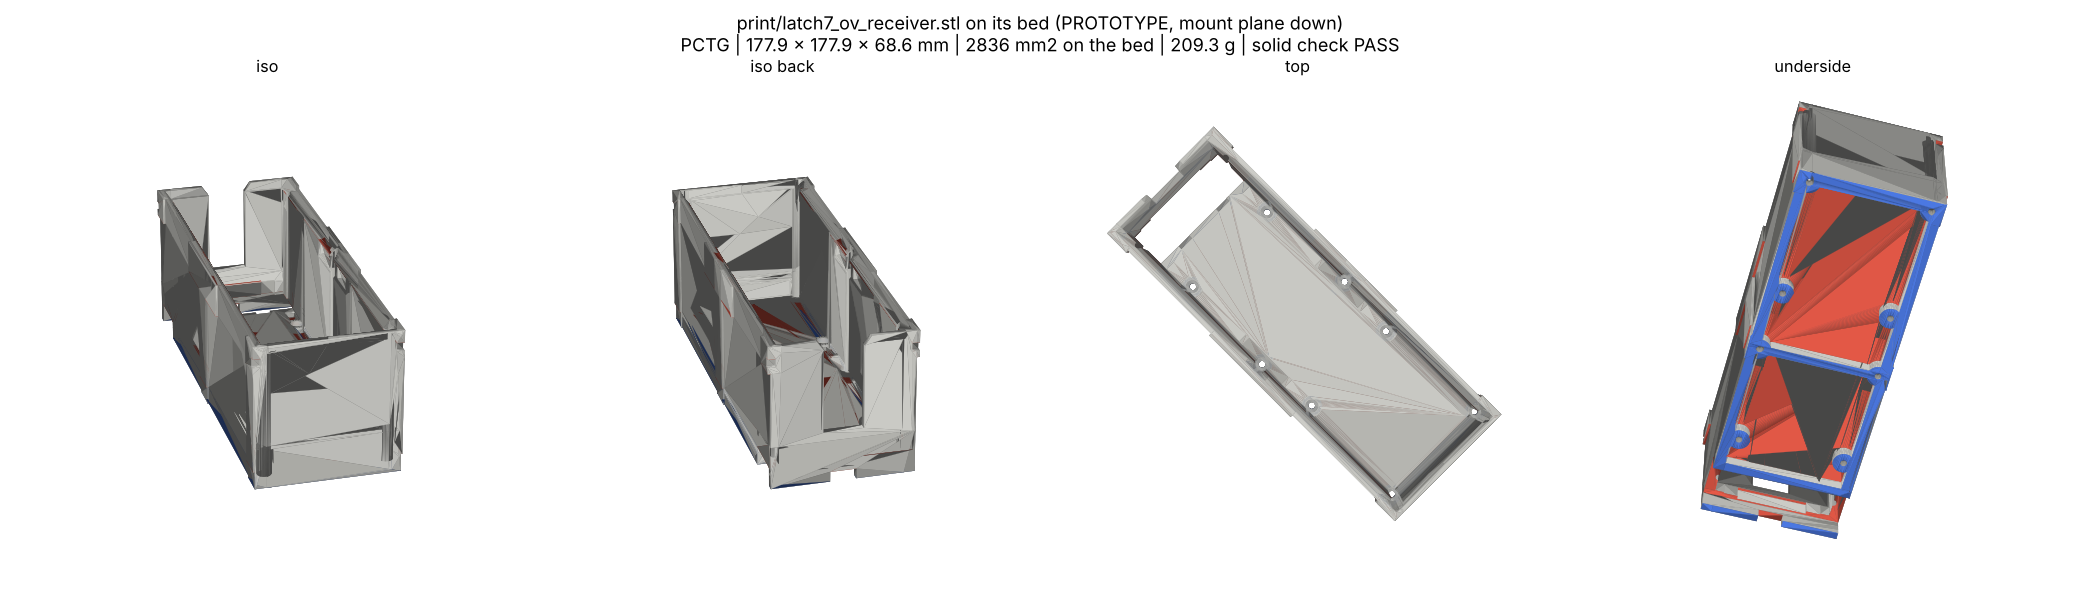 print/latch7_ov_receiver.stl on its bed (PROTOTYPE, mount plane down)
PCTG | 177.9 × 177.9 × 68.6 mm | 2836 mm2 on the bed | 209.3 g | solid check PASS
iso
iso back
top
underside